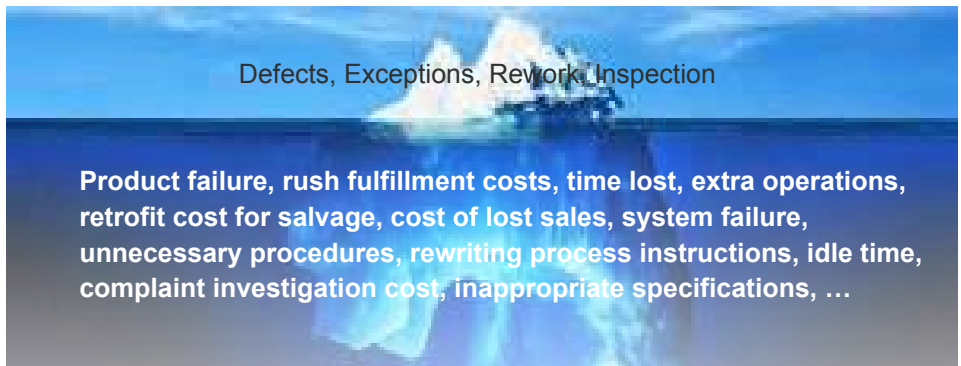 Defects, Exceptions, Rework, Inspection
Product failure, rush fulfillment costs, time lost, extra operations,
retrofit cost for salvage, cost of lost sales, system failure,
unnecessary procedures, rewriting process instructions, idle time,
complaint investigation cost, inappropriate specifications, …